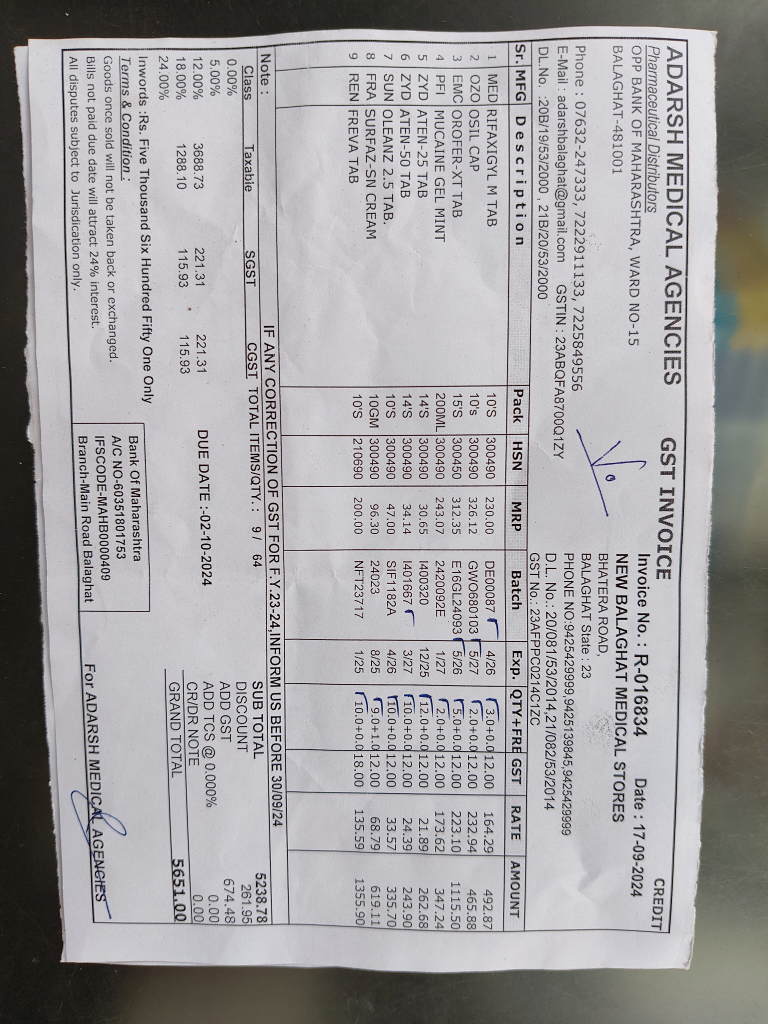 ADARSH MEDICAL AGENCIES GST INVOICE CREDIT
Pharmaceutical Distributors
OPP BANK OF MAHARASHTRA, WARD NO-15
BALAGHAT-481001
Phone : 07632-247333, 7222911133, 7225849556
E-Mail : adarshbalaghat@gmail.com GSTIN : 23ABQFA8700Q1ZY
DL.No. :20B/19/53/2000 , 21B/20/53/2000
Invoice No. : R-016834 Date : 17-09-2024
NEW BALAGHAT MEDICAL STORES
BHATERA ROAD,
BALAGHAT State : 23
PHONE NO:9425429999,9425139845,9425429999
D.L. No.: 20/081/53/2014,21/082/53/2014
GST No.: 23AFPPC0214C1ZC
Sr. MFG Description Pack HSN MRP Batch Exp. QTY+FRE GST RATE AMOUNT
1 MED RIFAXIGYL M TAB 10'S 300490 230.00 DE00087 4/26 3.0+0.0 12.00 164.29 492.87
2 OZO OSIL CAP 10's 300490 326.12 GWO680103 5/27 2.0+0.0 12.00 232.94 465.88
3 EMC OROFER-XT TAB 15'S 300450 312.35 E16GL24093 5/26 5.0+0.0 12.00 223.10 1115.50
4 PFI MUCAINE GEL MINT 200ML 300490 243.07 2420092E 1/27 2.0+0.0 12.00 173.62 347.24
5 ZYD ATEN-25 TAB 14'S 300490 30.65 I400320 12/25 12.0+0.0 12.00 21.89 262.68
6 ZYD ATEN-50 TAB 14'S 300490 34.14 I401667 3/27 10.0+0.0 12.00 24.39 243.90
7 SUN OLEANZ 2.5 TAB. 10'S 300490 47.00 SIF1182A 4/26 10.0+0.0 12.00 33.57 335.70
8 FRA SURFAZ-SN CREAM 10GM 300490 96.30 24023 8/25 9.0+0.0 12.00 68.79 619.11
9 REN FREVA TAB 10'S 210690 200.00 NFT23717 1/25 10.0+0.0 18.00 135.59 1355.90
Note : IF ANY CORRECTION OF GST FOR F.Y.23-24,INFORM US BEFORE 30/09/24
Class Taxable SGST CGST TOTAL ITEMS/QTY.: 9 / 64
0.00%
5.00%
12.00% 3688.73 221.31 221.31
18.00% 1288.10 115.93 115.93
24.00%
DUE DATE :-02-10-2024
SUB TOTAL 5238.78
DISCOUNT 261.95
ADD GST 674.48
ADD TCS @ 0.000% 0.00
CR/DR NOTE 0.00
GRAND TOTAL 5651.00
Inwords :Rs. Five Thousand Six Hundred Fifty One Only
Terms & Condition :
Goods once sold will not be taken back or exchanged.
Bills not paid due date will attract 24% interest.
All disputes subject to Jurisdication only.
Bank Of Maharashtra
A/C NO-60351801753
IFSCODE-MAHB0000409
Branch-Main Road Balaghat
For ADARSH MEDICAL AGENCIES